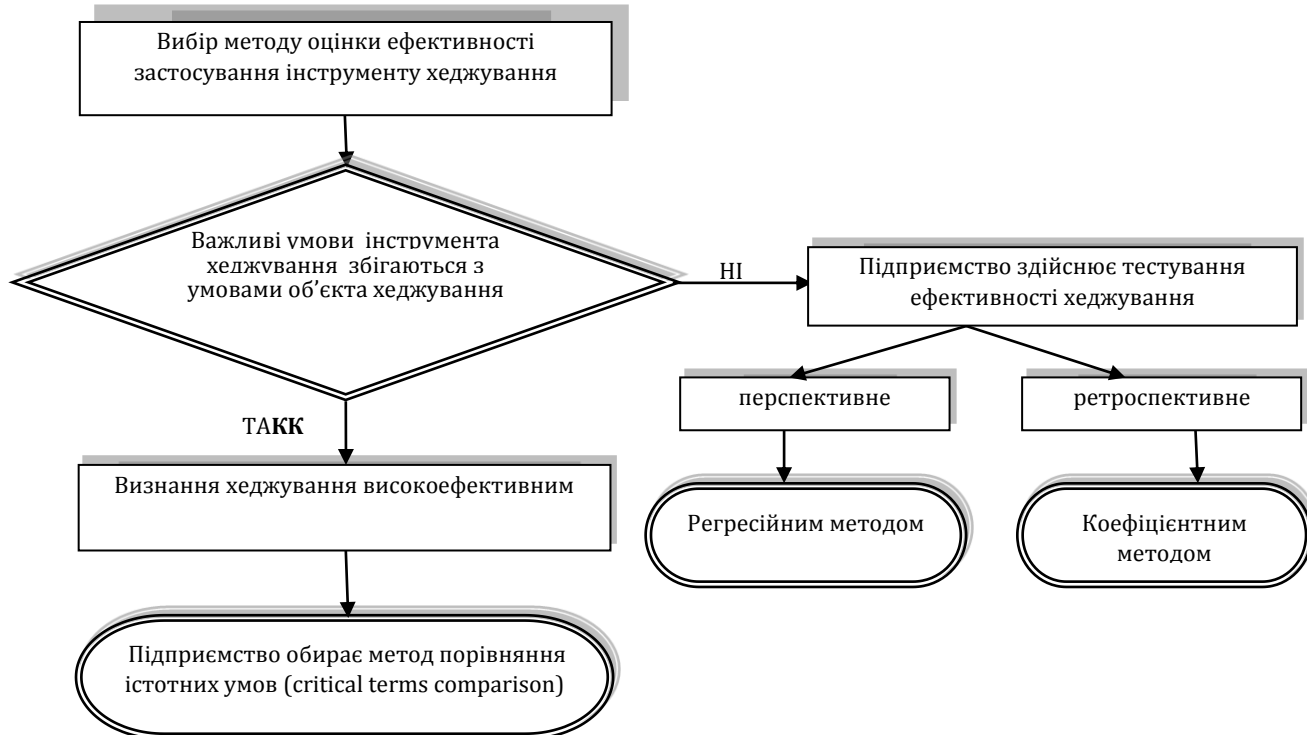 Вибір методу оцінки ефективності
застосування інструменту хеджування
Важливі умови інструмента
хеджування збігаються з
умовами об’єкта хеджування
НІ
Підприємство здійснює тестування
ефективності хеджування
перспективне
ретроспективне
Регресійним методом
Коефіцієнтним
методом
ТАКК
Визнання хеджування високоефективним
Підприємство обирає метод порівняння
істотних умов (critical terms comparison)